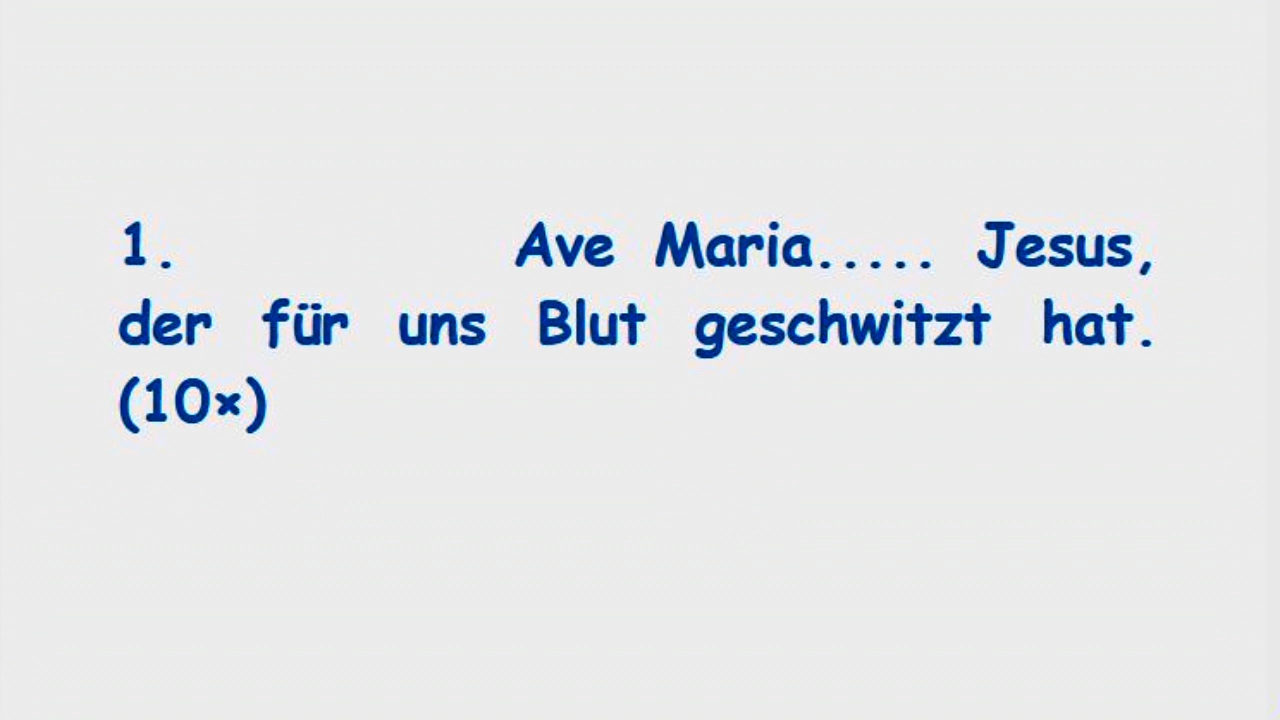 1. Ave Maria..... Jesus,
der für uns Blut geschwitzt hat.
(10×)